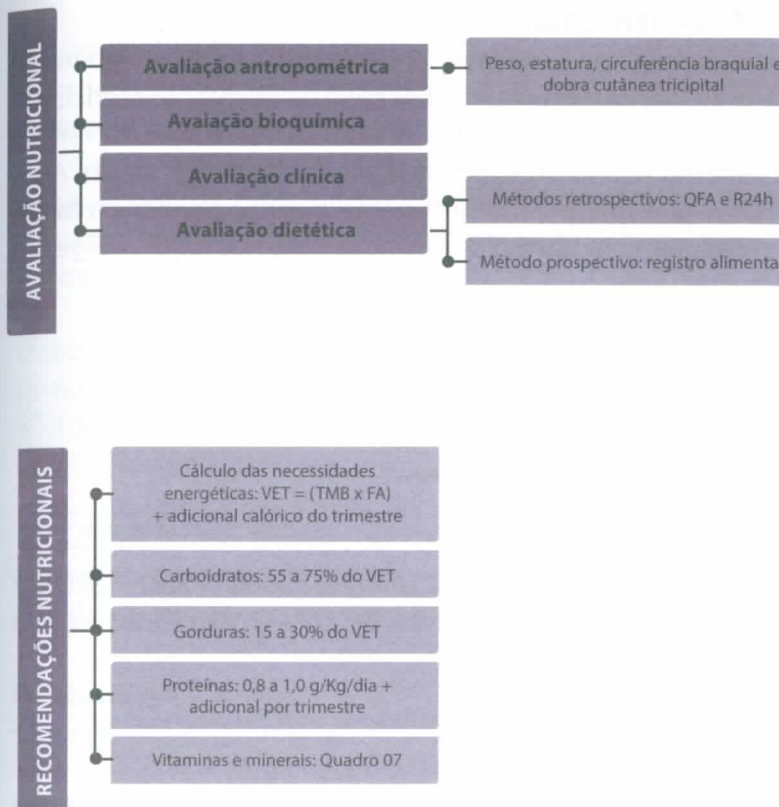 AVALIAÇÃO NUTRICIONAL
Avaliação antropométrica
Peso, estatura, circuferência braquial e
dobra cutânea tricipital
Avaiação bioquímica
Avaliação clínica
Avaliação dietética
Métodos retrospectivos: QFA e R24h
Método prospectivo: registro alimenta
RECOMENDAÇÕES NUTRICIONAIS
Cálculo das necessidades
energéticas: VET = (TMB x FA)
+ adicional calórico do trimestre
Carboidratos: 55 a 75% do VET
Gorduras: 15 a 30% do VET
Proteínas: 0,8 a 1,0 g/Kg/dia +
adicional por trimestre
Vitaminas e minerais: Quadro 07